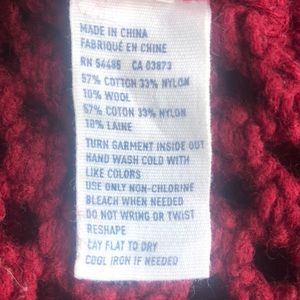 MADE IN CHINA
FABRIQUÉ EN CHINE
RN 54485 CA 03873
57% COTTON 33% NYLON
10% WOOL
57% COTON 33% NYLON
10% LAINE
TURN GARMENT INSIDE OUT
HAND WASH COLD WITH
LIKE COLORS
USE ONLY NON-CHLORINE
BLEACH WHEN NEEDED
DO NOT WRING OR TWIST
RESHAPE
LAY FLAT TO DRY
COOL IRON IF NEEDED